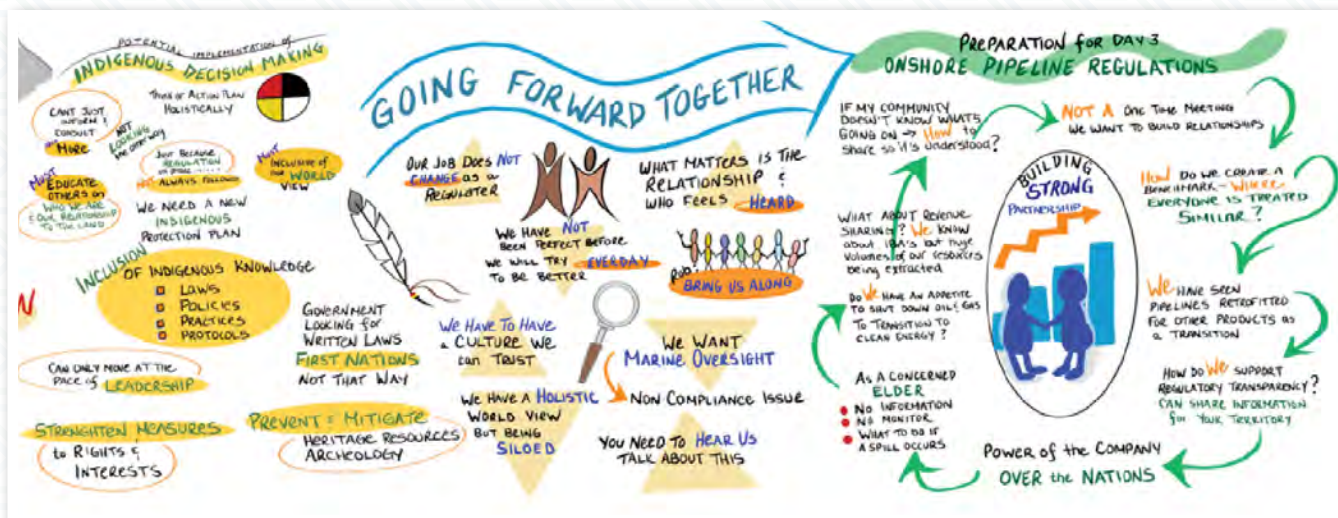 POTENTIAL IMPLEMENTATION of
INDIGENOUS DECISION MAKING
CANT JUST
INFORM &
CONSULT
MORE
THINK OF ACTION PLAN
HOLISTICALLY
NOT
LOOKING
the other way
JUST BECAUSE
REGULATION
NOT ALWAYS FOLLOWED
MUST
INCLUSIVE of
OUR WORLD
VIEW
MUST
EDUCATE
OTHERS on
WHO WE ARE
& OUR RELATIONSHIP
TO THE LAND
WE NEED A NEW
INDIGENOUS
PROTECTION PLAN
INCLUSION
OF INDIGENOUS KNOWLEDGE
LAWS
POLICIES
PRACTICES
PROTOCOLS
CAN ONLY MOVE AT THE
PACE of LEADERSHIP
STRENGHTEN MEASURES
to RIGHTS &
INTERESTS
GOVERNMENT
LOOKING for
WRITTEN LAWS
FIRST NATIONS
NOT THAT WAY
PREVENT = MITIGATE
HERITAGE RESOURCES
ARCHEOLOGY
GOING FORWARD TOGETHER
OUR JOB DOES NOT
CHANGE as a
REGULATER
WHAT MATTERS IS THE
RELATIONSHIP &
WHO FEELS HEARD
WE HAVE NOT
BEEN PERFECT BEFORE
WE WILL TRY EVERDAY
TO BE BETTER
BRING US ALONG
WE HAVE TO HAVE
a CULTURE WE
can TRUST
WE WANT
MARINE OVERSIGHT
NON COMPLIANCE ISSUE
WE HAVE A HOLISTIC
WORLD VIEW
BUT BEING
SILOED
YOU NEED TO HEAR US
TALK ABOUT THIS
PREPARATION for DAY 3
ONSHORE PIPELINE REGULATIONS
IF MY COMMUNITY
DOESN'T KNOW WHATS
GOING ON → HOW to
SHARE SO it's UNDERSTOOD?
NOT A ONE TIME MEETING
WE WANT TO BUILD RELATIONSHIPS
HOW DO WE CREATE A
BENCHMARK - WHERE
EVERYONE IS TREATED
SIMILAR?
WE HAVE SEEN
PIPELINES RETROFITTED
FOR OTHER PRODUCTS AS
a TRANSITION
HOW DO WE SUPPORT
REGULATORY TRANSPARENCY?
CAN SHARE INFORMATION
for YOUR TERRITORY
POWER OF the COMPANY
OVER the NATIONS
AS A CONCERNED
ELDER
NO INFORMATION
NO MONITOR
WHAT TO DO IF
A SPILL OCCURS
DO WE HAVE AN APPETITE
TO SHUT DOWN OIL & GAS
TO TRANSITION TO
CLEAN ENERGY?
WHAT ABOUT REVENUE
SHARING? WE KNOW
about IBA's but huge
volumes of our resources
being extracted
BUILDING
STRONG
PARTNERSHIP